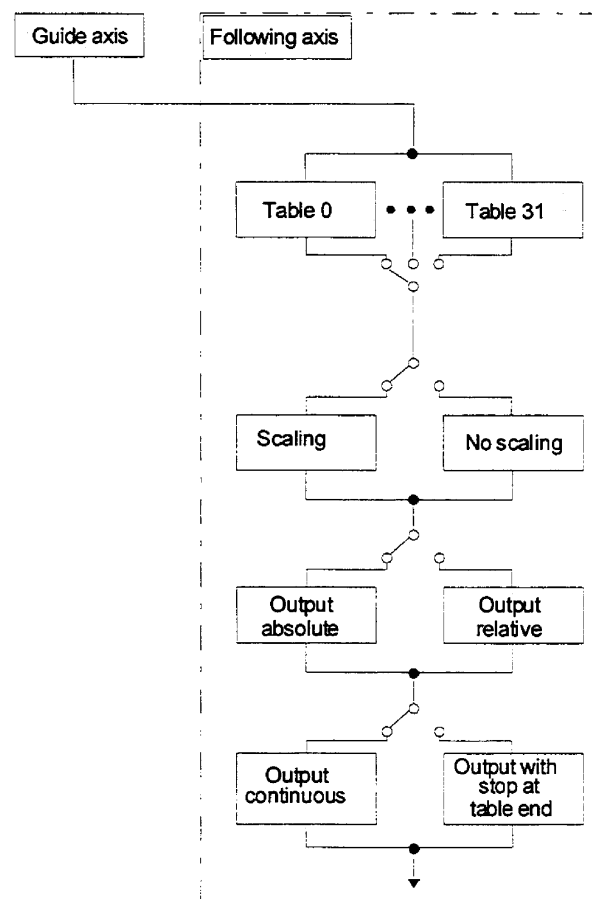 Guide axis
Following axis
Table 0
Table 31
Scaling
No scaling
Output
absolute
Output
relative
Output
continuous
Output with
stop at
table end